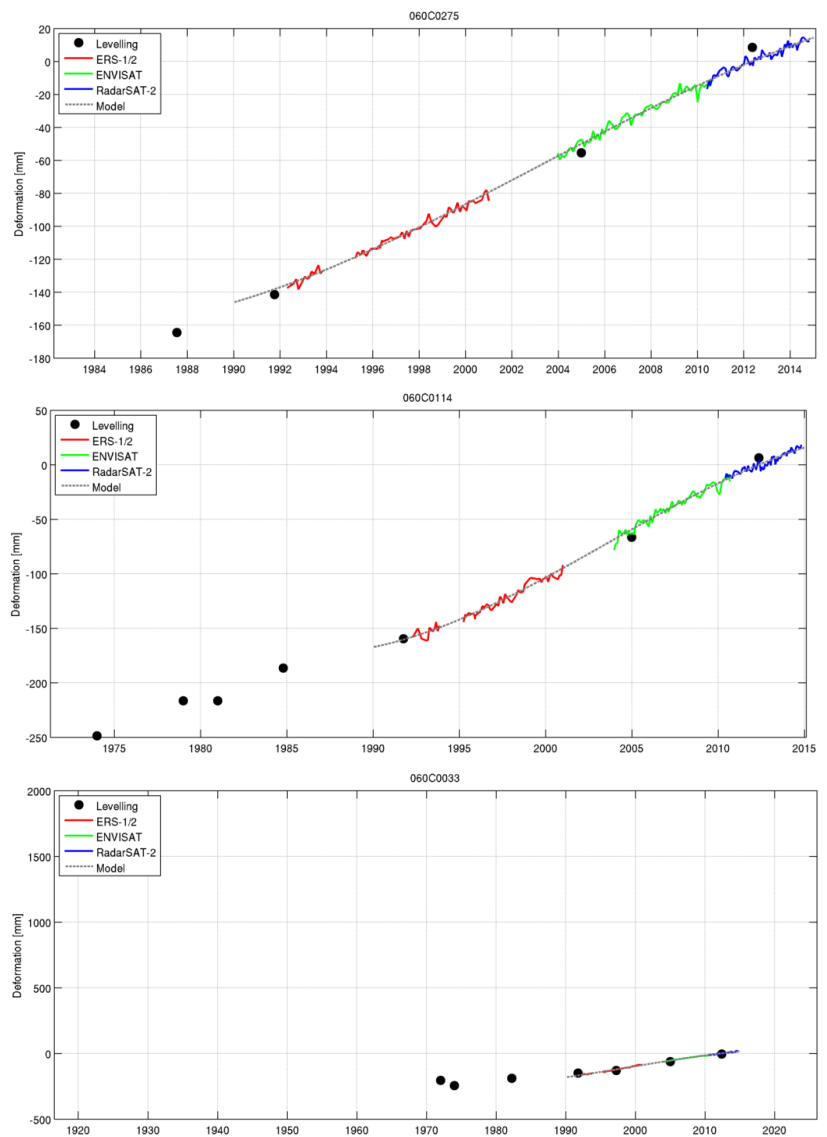 060C0275
Levelling
ERS-1/2
ENVISAT
RadarSAT-2
Model
Deformation [mm]
20
0
-20
-40
-60
-80
-100
-120
-140
-160
-180
1984 1986 1988 1990 1992 1994 1996 1998 2000 2002 2004 2006 2008 2010 2012 2014
060C0114
Levelling
ERS-1/2
ENVISAT
RadarSAT-2
Model
Deformation [mm]
50
0
-50
-100
-150
-200
-250
1975 1980 1985 1990 1995 2000 2005 2010 2015
060C0033
Levelling
ERS-1/2
ENVISAT
RadarSAT-2
Model
Deformation [mm]
2000
1500
1000
500
0
-500
1920 1930 1940 1950 1960 1970 1980 1990 2000 2010 2020